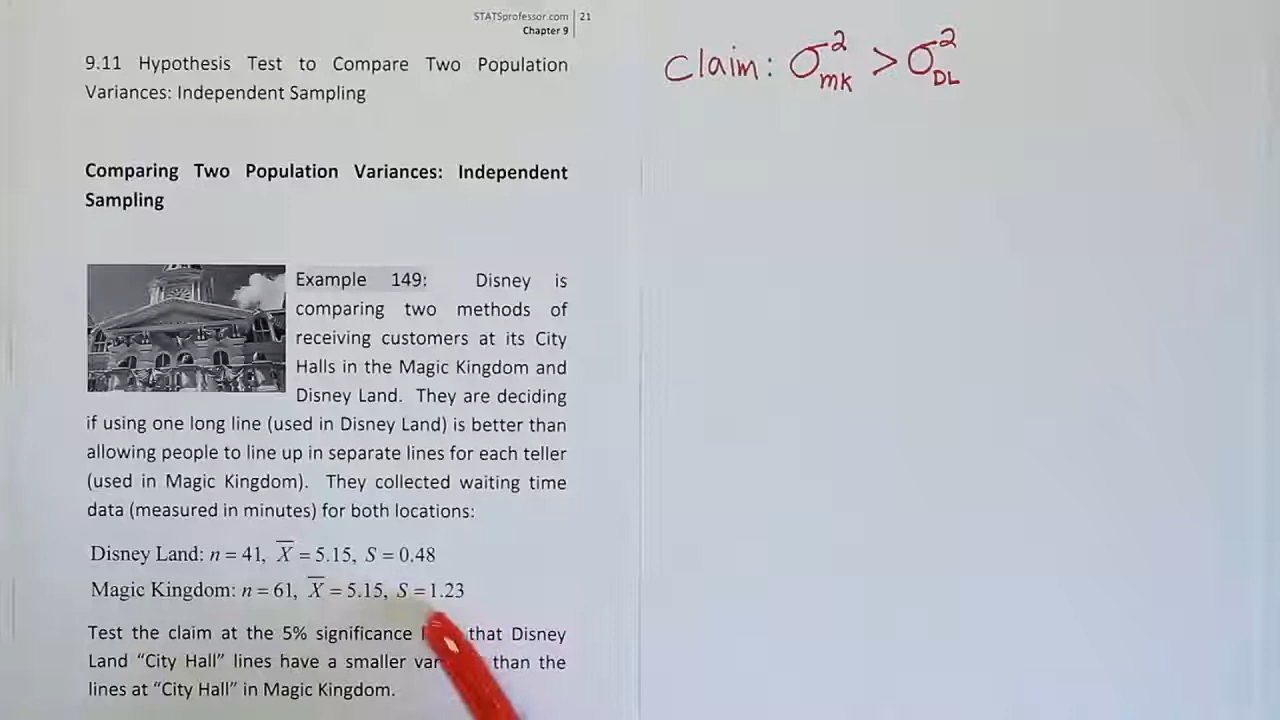 STATSprofessor.com 21
Chapter 9
9.11 Hypothesis Test to Compare Two Population
Variances: Independent Sampling
Claim: σ²MK > σ²DL
Comparing Two Population Variances: Independent
Sampling
Example 149: Disney is
comparing two methods of
receiving customers at its City
Halls in the Magic Kingdom and
Disney Land. They are deciding
if using one long line (used in Disney Land) is better than
allowing people to line up in separate lines for each teller
(used in Magic Kingdom). They collected waiting time
data (measured in minutes) for both locations:
Disney Land: n = 41, X̄ = 5.15, S = 0.48
Magic Kingdom: n = 61, X̄ = 5.15, S = 1.23
Test the claim at the 5% significance that Disney
Land “City Hall” lines have a smaller than the
lines at “City Hall” in Magic Kingdom.